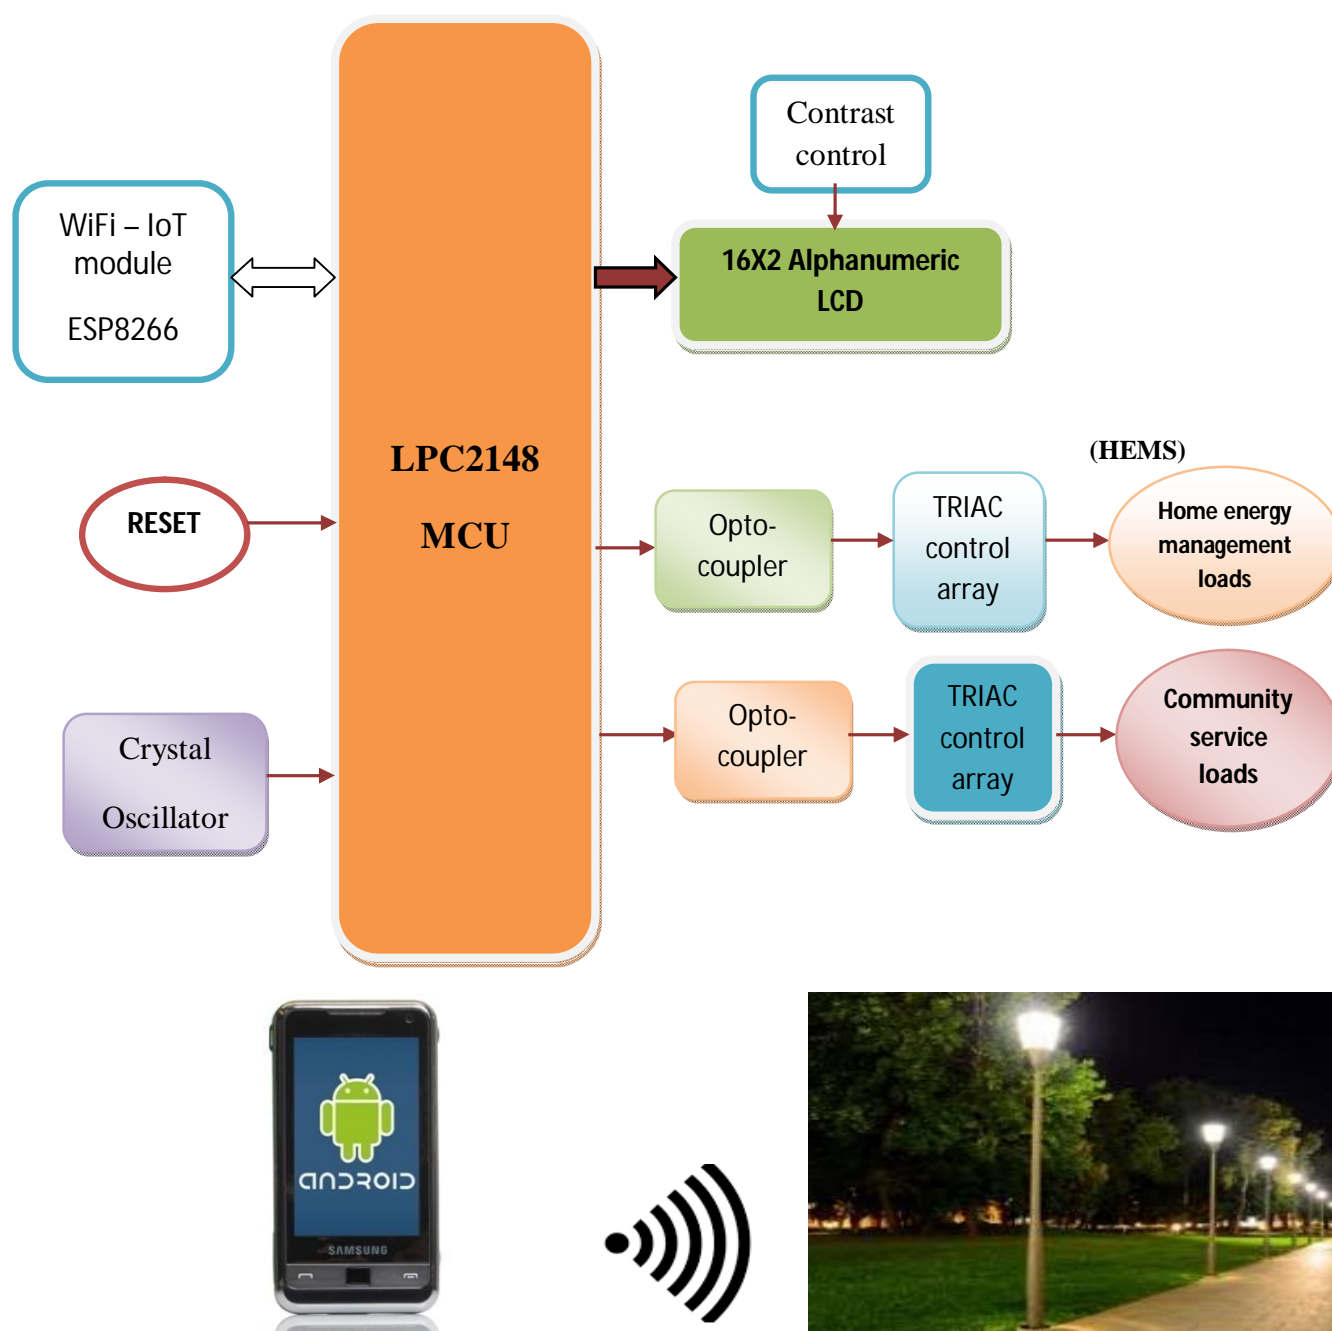 Contrast
control
WiFi – IoT
module
ESP8266
16X2 Alphanumeric
LCD
LPC2148
MCU
(HEMS)
RESET
Opto-
coupler
TRIAC
control
array
Home energy
management
loads
Crystal
Oscillator
Opto-
coupler
TRIAC
control
array
Community
service
loads
ANDROID
SAMSUNG